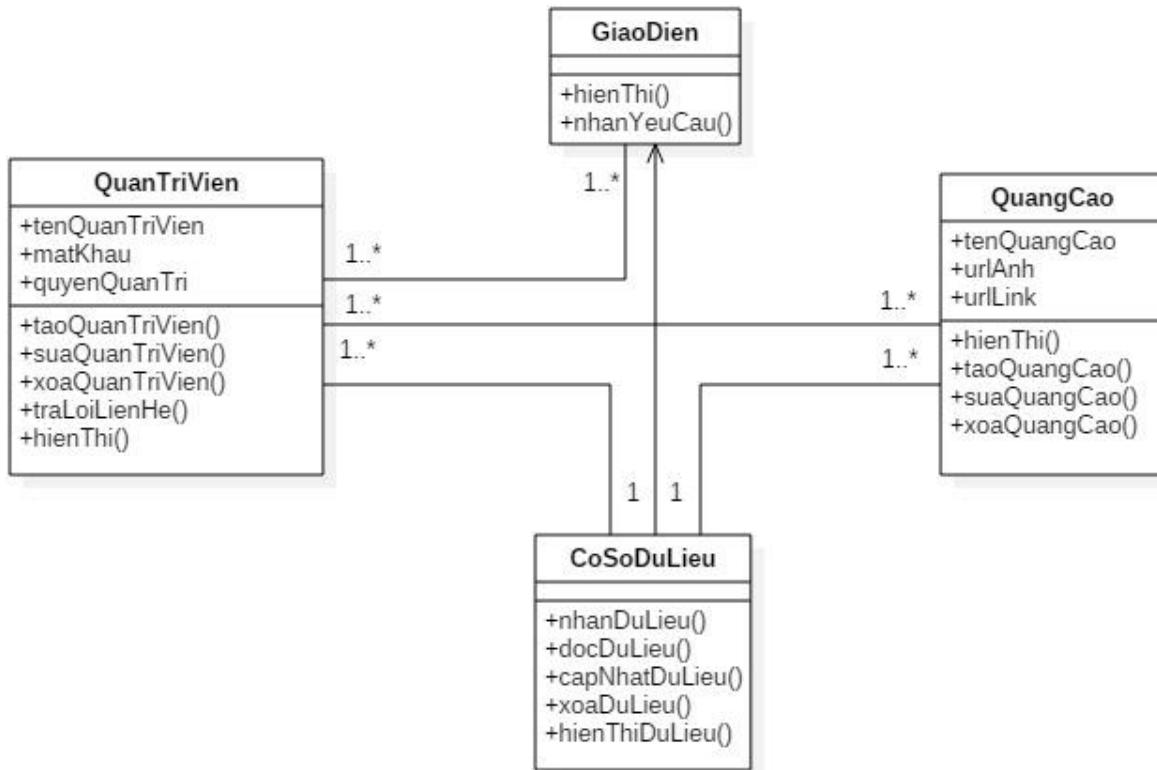 GiaoDien
+hienThi()
+nhanYeuCau()
1..*
QuanTriVien
+tenQuanTriVien
+matKhau
+quyenQuanTri
+taoQuanTriVien()
+suaQuanTriVien()
+xoaQuanTriVien()
+traLoiLienHe()
+hienThi()
1..*
1..*
1..*
QuangCao
+tenQuangCao
+urlAnh
+urlLink
+hienThi()
+taoQuangCao()
+suaQuangCao()
+xoaQuangCao()
1..*
1..*
1
1
CoSoDuLieu
+nhanDuLieu()
+docDuLieu()
+capNhatDuLieu()
+xoaDuLieu()
+hienThiDuLieu()